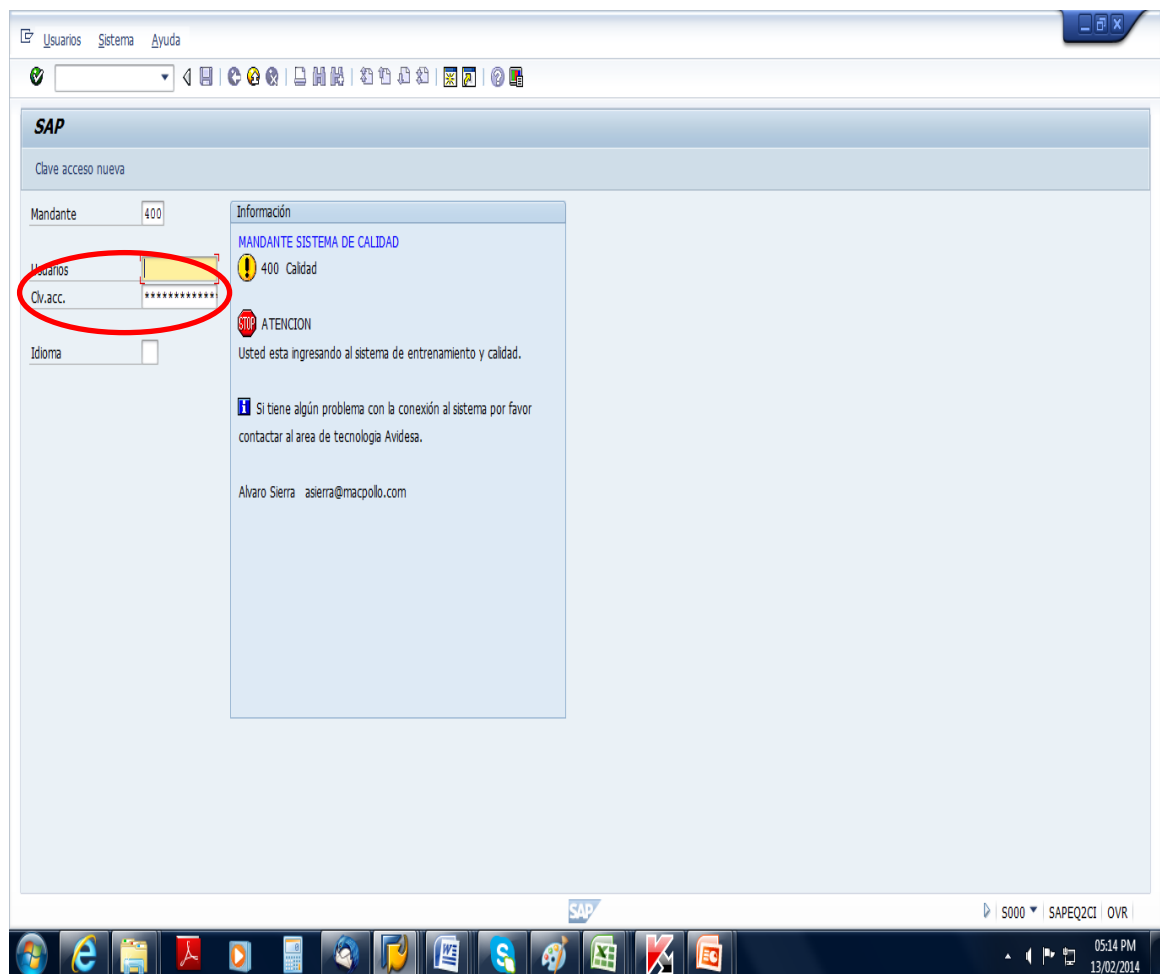 Usuarios Sistema Ayuda
SAP
Clave acceso nueva
Mandante 400
Información
MANDANTE SISTEMA DE CALIDAD
Usuarios
400 Calidad
Clv.acc. *************
STOP ATENCION
Idioma
Usted esta ingresando al sistema de entrenamiento y calidad.
i Si tiene algún problema con la conexión al sistema por favor
contactar al area de tecnologia Avidesa.
Alvaro Sierra asierra@macpollo.com
SAP
S000 SAPEQ2CI OVR
05:14 PM
13/02/2014